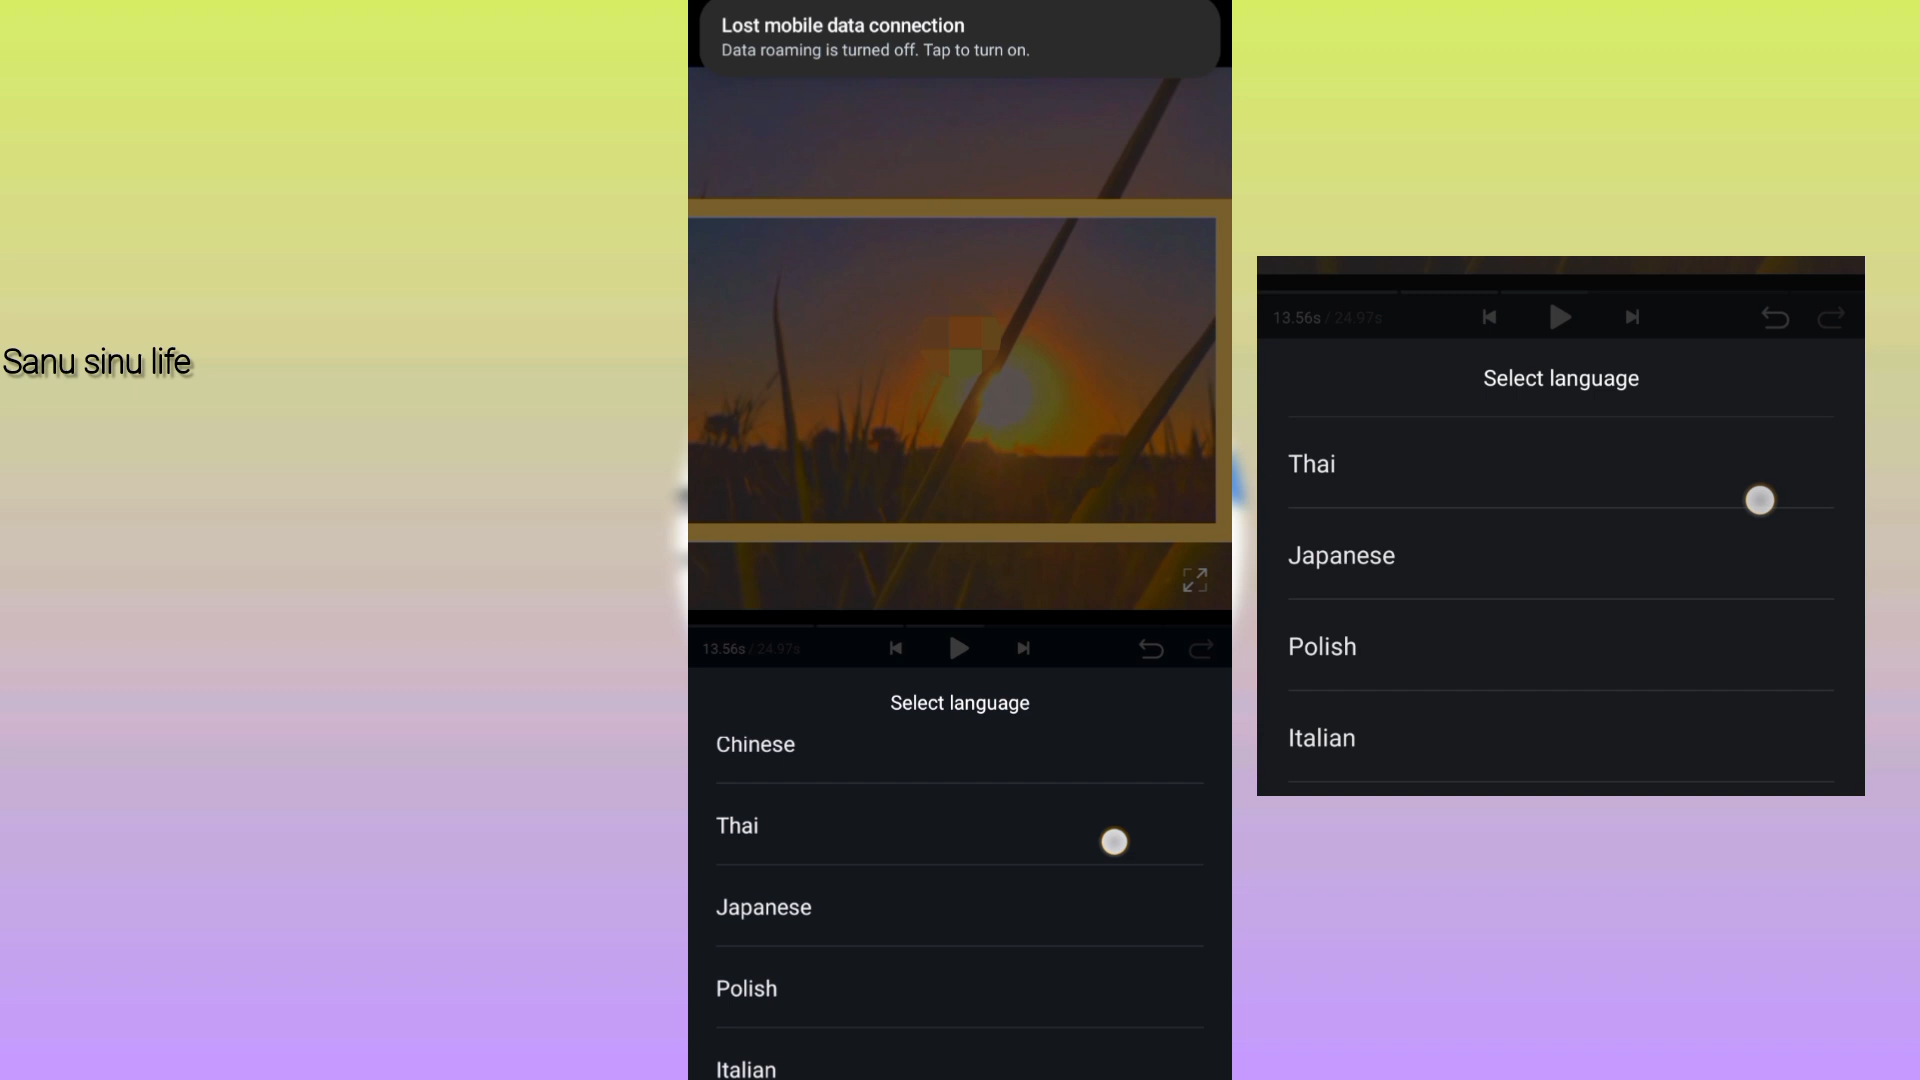 Lost mobile data connection
Data roaming is turned off. Tap to turn on.
Sanu sinu life
13.56s / 24.97s
Select language
Chinese
Thai
Japanese
Polish
Italian
13.56s / 24.97s
Select language
Thai
Japanese
Polish
Italian